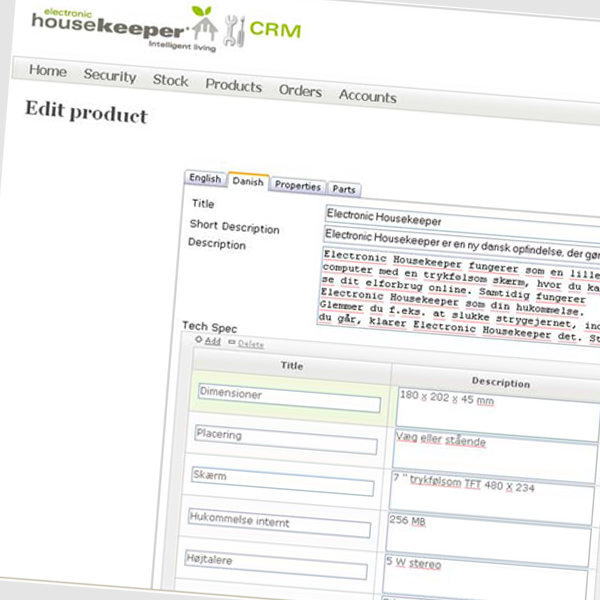 electronic
housekeeper CRM
Intelligent living
Home Security Stock Products Orders Accounts
Edit product
English Danish Properties Parts
Title Electronic Housekeeper
Short Description Electronic Housekeeper er en ny dansk opfindelse, der
Description
Electronic Housekeeper fungerer som en lille
computer med en trykfølsom skærm, hvor du
se dit elforbrug online. Samtidig fungerer
Electronic Housekeeper som din hukommelse.
Glemmer du f.eks. at slukke strygejernet,
du går, klarer Electronic Housekeeper det.
Tech Spec
Add Delete
Title Description
Dimensioner 180 x 202 x 45 mm
Placering Væg eller stående
Skærm 7 " trykfølsom TFT 480 X 234
Hukommelse internt 256 MB
Højtalere 5 W stereo